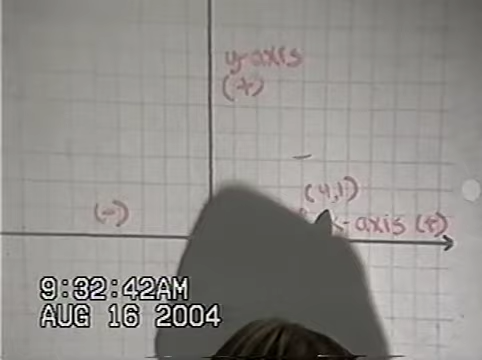 y-axis
(+)
(4,1)
(-)
x-axis (+)
9:32:42AM
AUG 16 2004